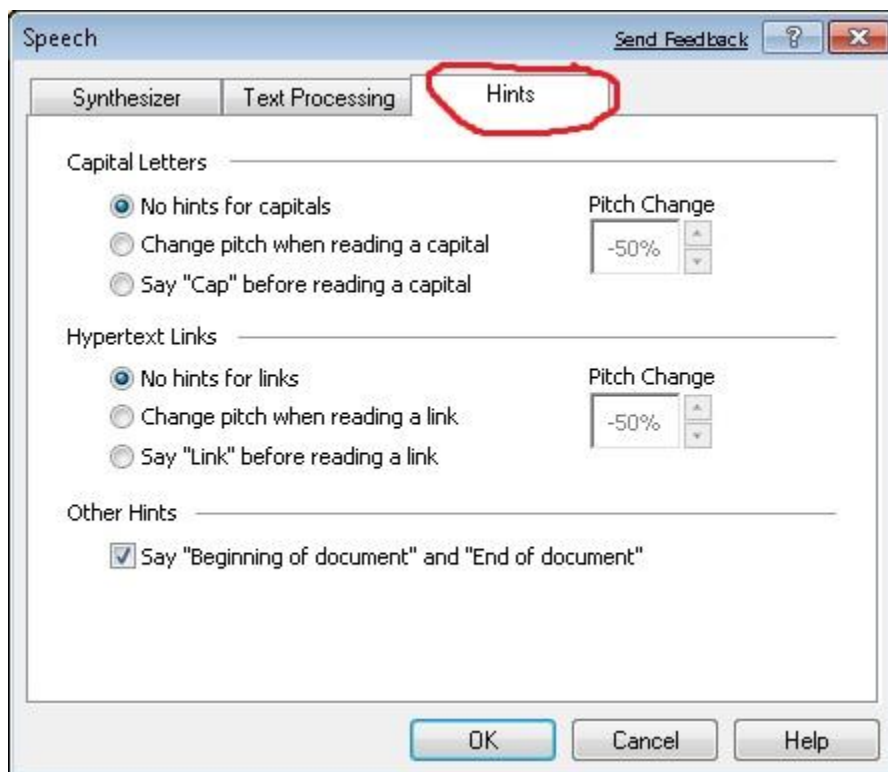 Speech Send Feedback ?
Synthesizer Text Processing Hints
Capital Letters
No hints for capitals Pitch Change
Change pitch when reading a capital -50%
Say "Cap" before reading a capital
Hypertext Links
No hints for links Pitch Change
Change pitch when reading a link -50%
Say "Link" before reading a link
Other Hints
Say "Beginning of document" and "End of document"
OK Cancel Help